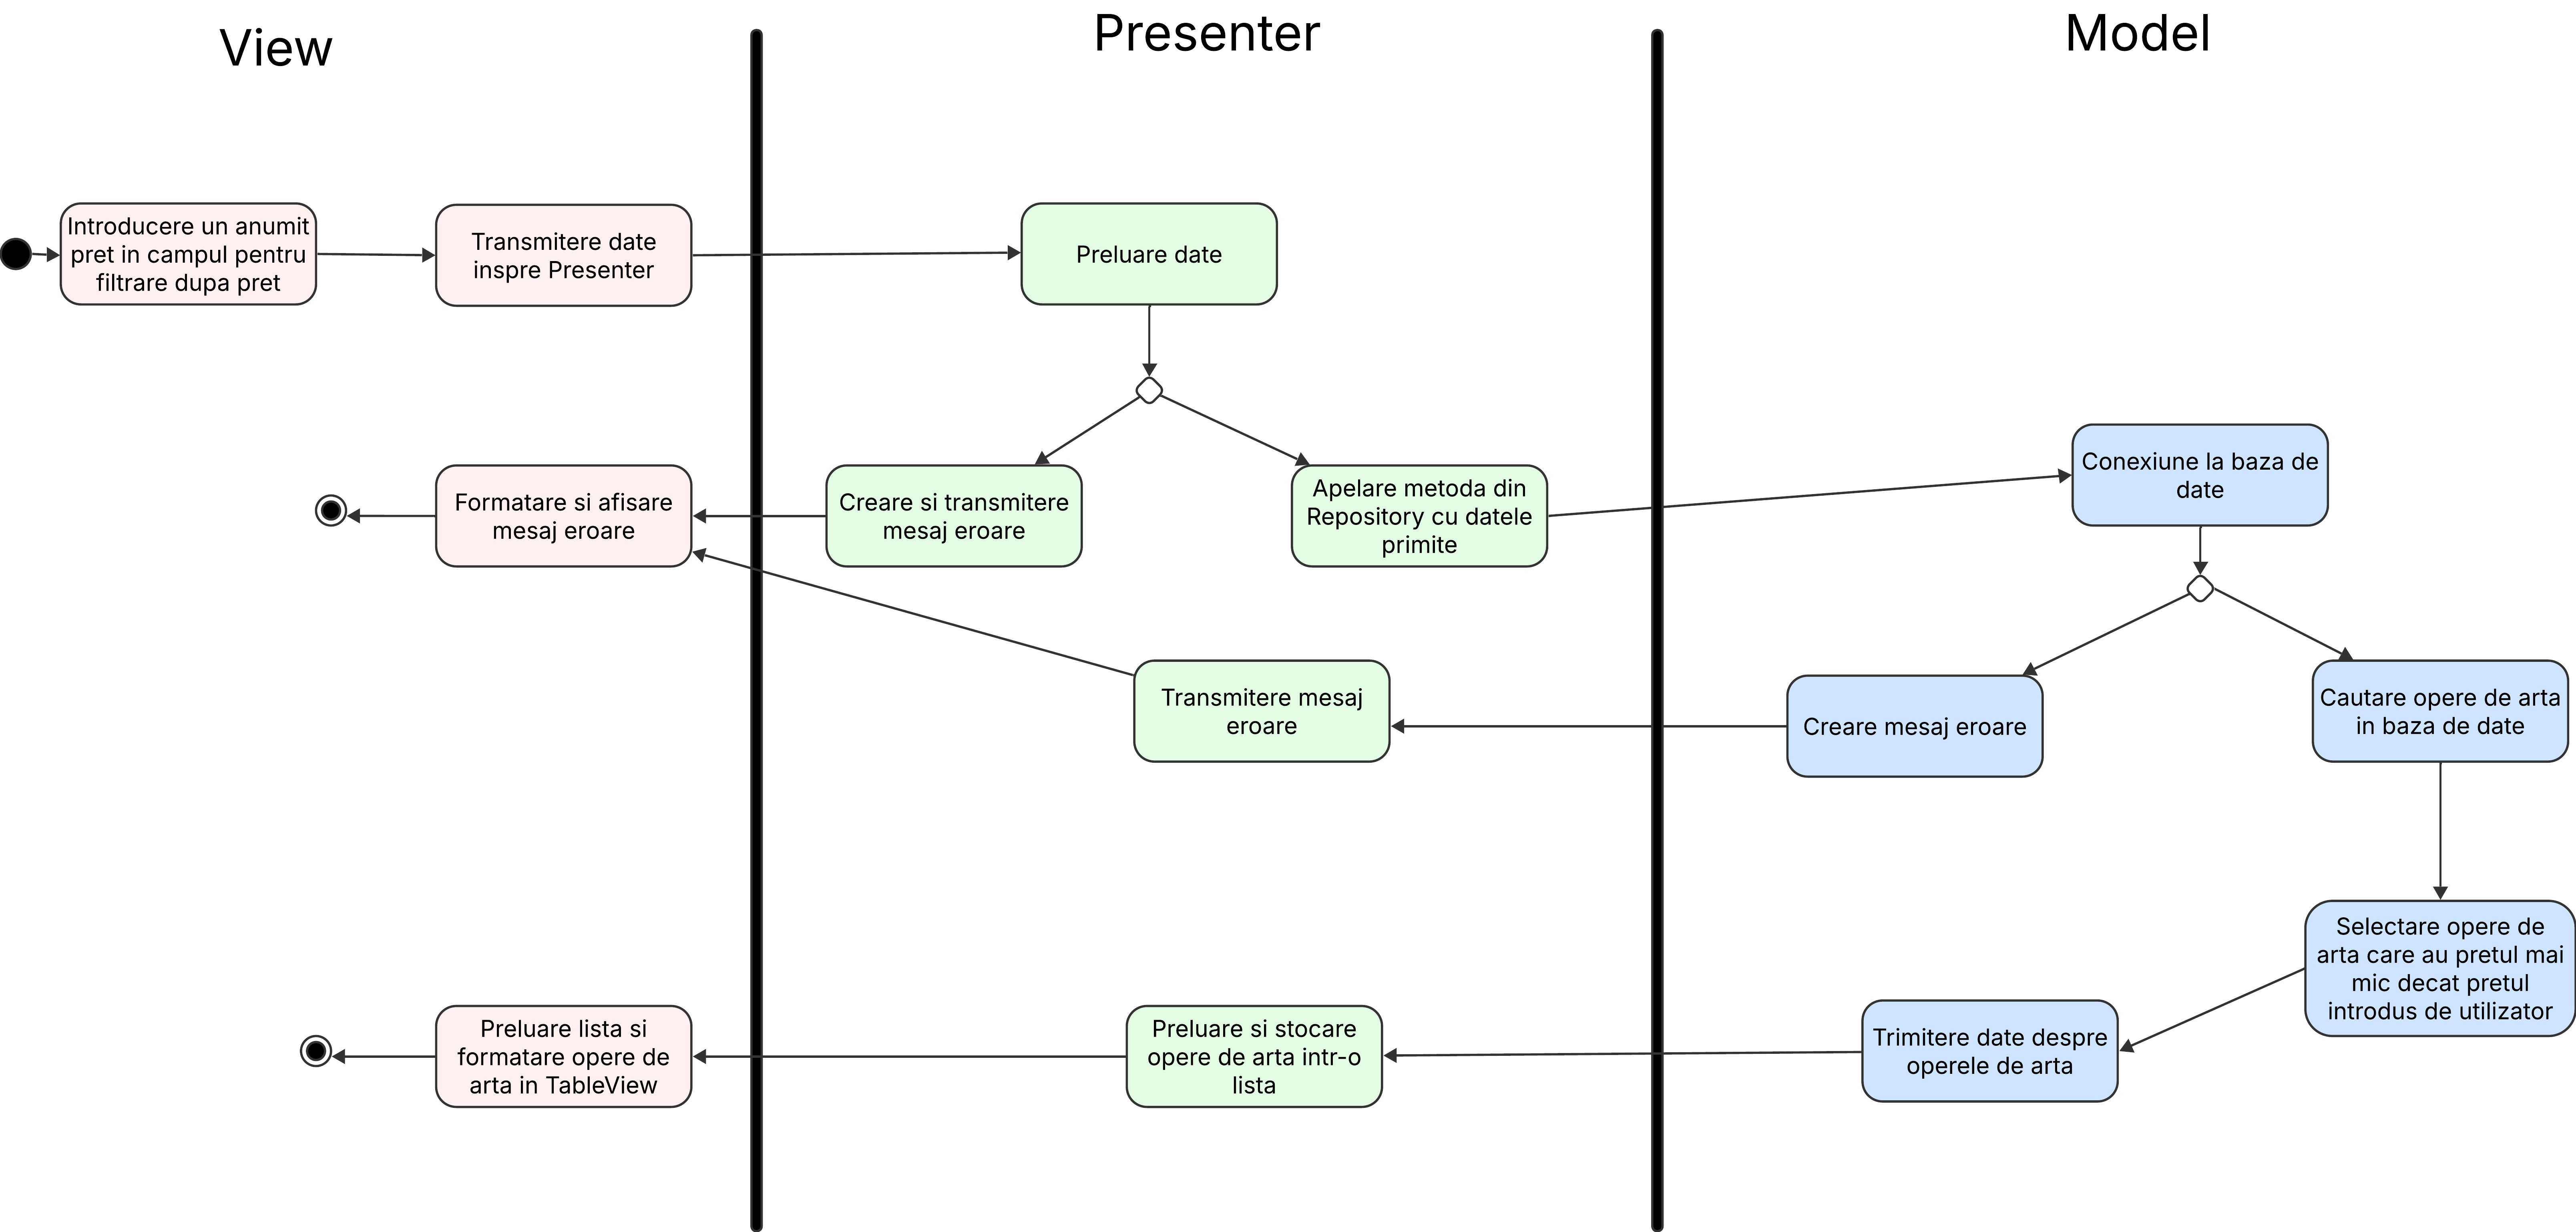 View
Presenter
Model
Introducere un anumit
pret in campul pentru
filtrare dupa pret
Transmitere date
inspre Presenter
Preluare date
Formatare si afisare
mesaj eroare
Creare si transmitere
mesaj eroare
Apelare metoda din
Repository cu datele
primite
Conexiune la baza de
date
Transmitere mesaj
eroare
Creare mesaj eroare
Cautare opere de arta
in baza de date
Selectare opere de
arta care au pretul mai
mic decat pretul
introdus de utilizator
Preluare lista si
formatare opere de
arta in TableView
Preluare si stocare
opere de arta intr-o
lista
Trimitere date despre
operele de arta